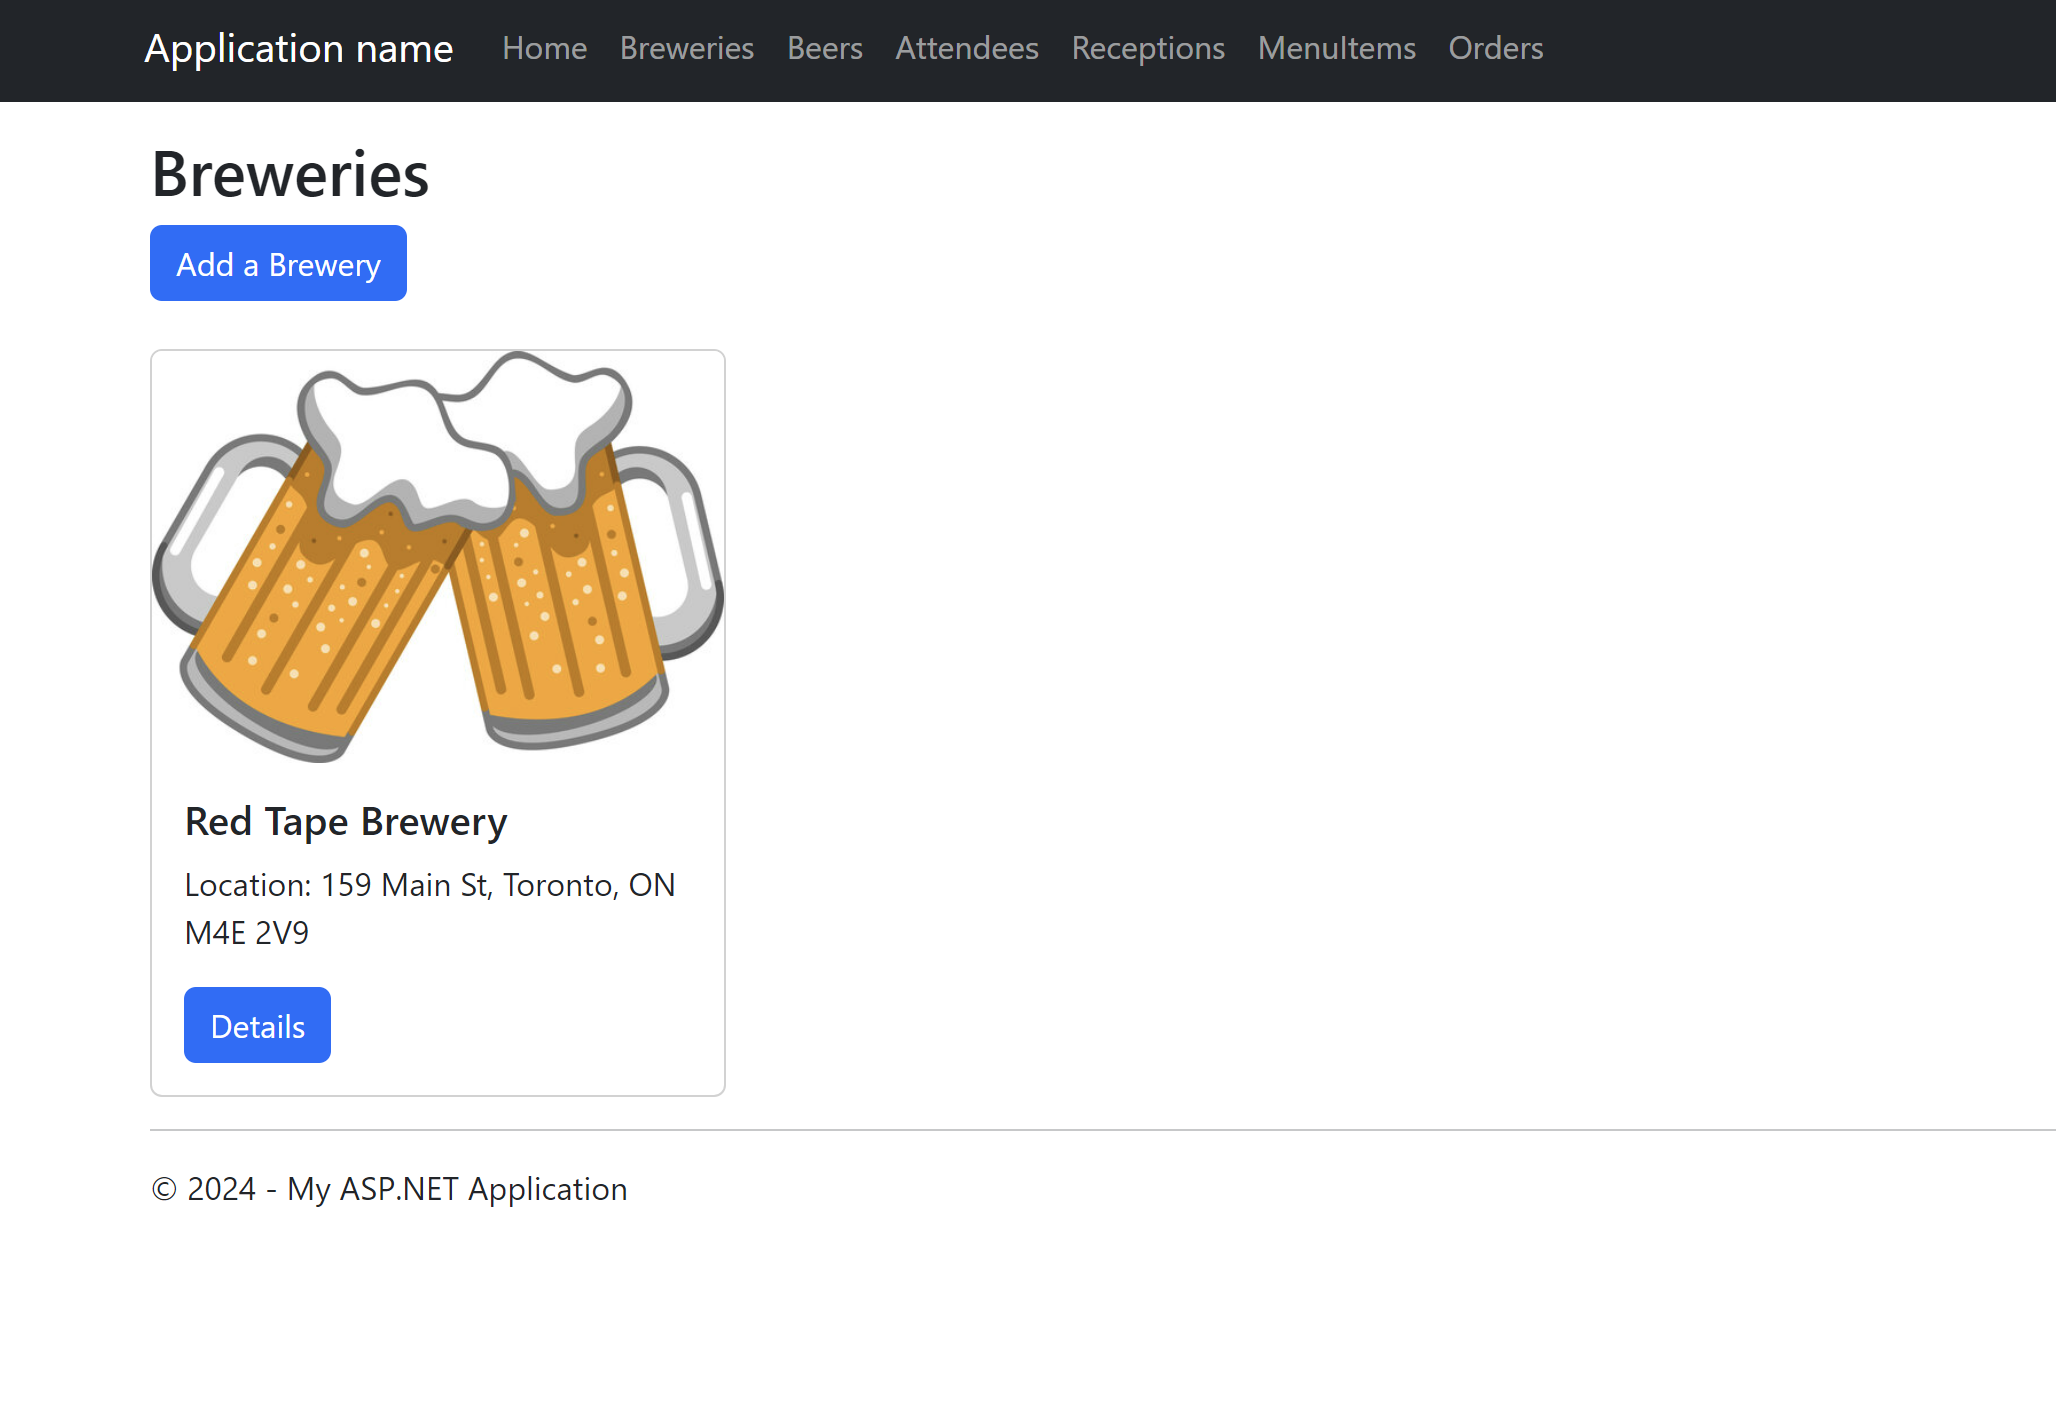 Application name Home Breweries Beers Attendees Receptions MenuItems Orders
Breweries
Add a Brewery
Red Tape Brewery
Location: 159 Main St, Toronto, ON
M4E 2V9
Details
© 2024 - My ASP.NET Application